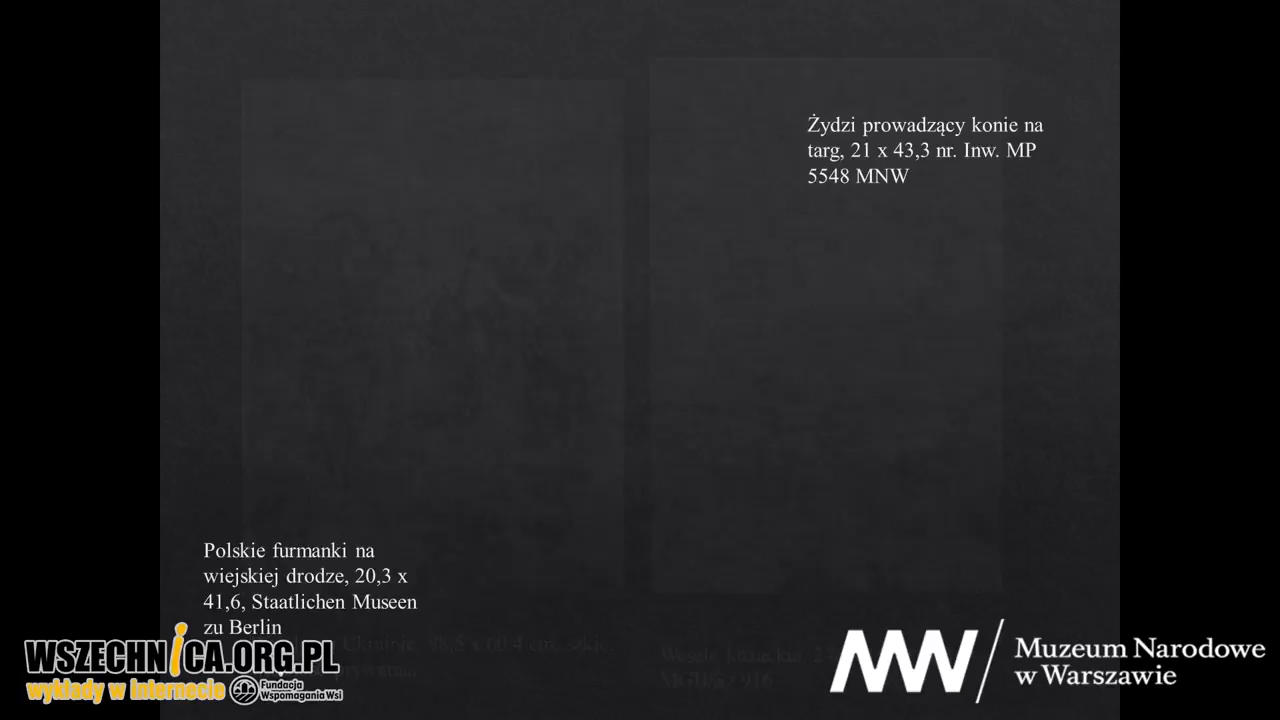 Żydzi prowadzący konie na
targ, 21 x 43,3 nr. Inw. MP
5548 MNW
Polskie furmanki na
wiejskiej drodze, 20,3 x
41,6, Staatlichen Museen
zu Berlin
WSZECHNICA.ORG.PL
wykłady w internecie
Fundacja
Wspomagania Wsi
Muzeum Narodowe
w Warszawie